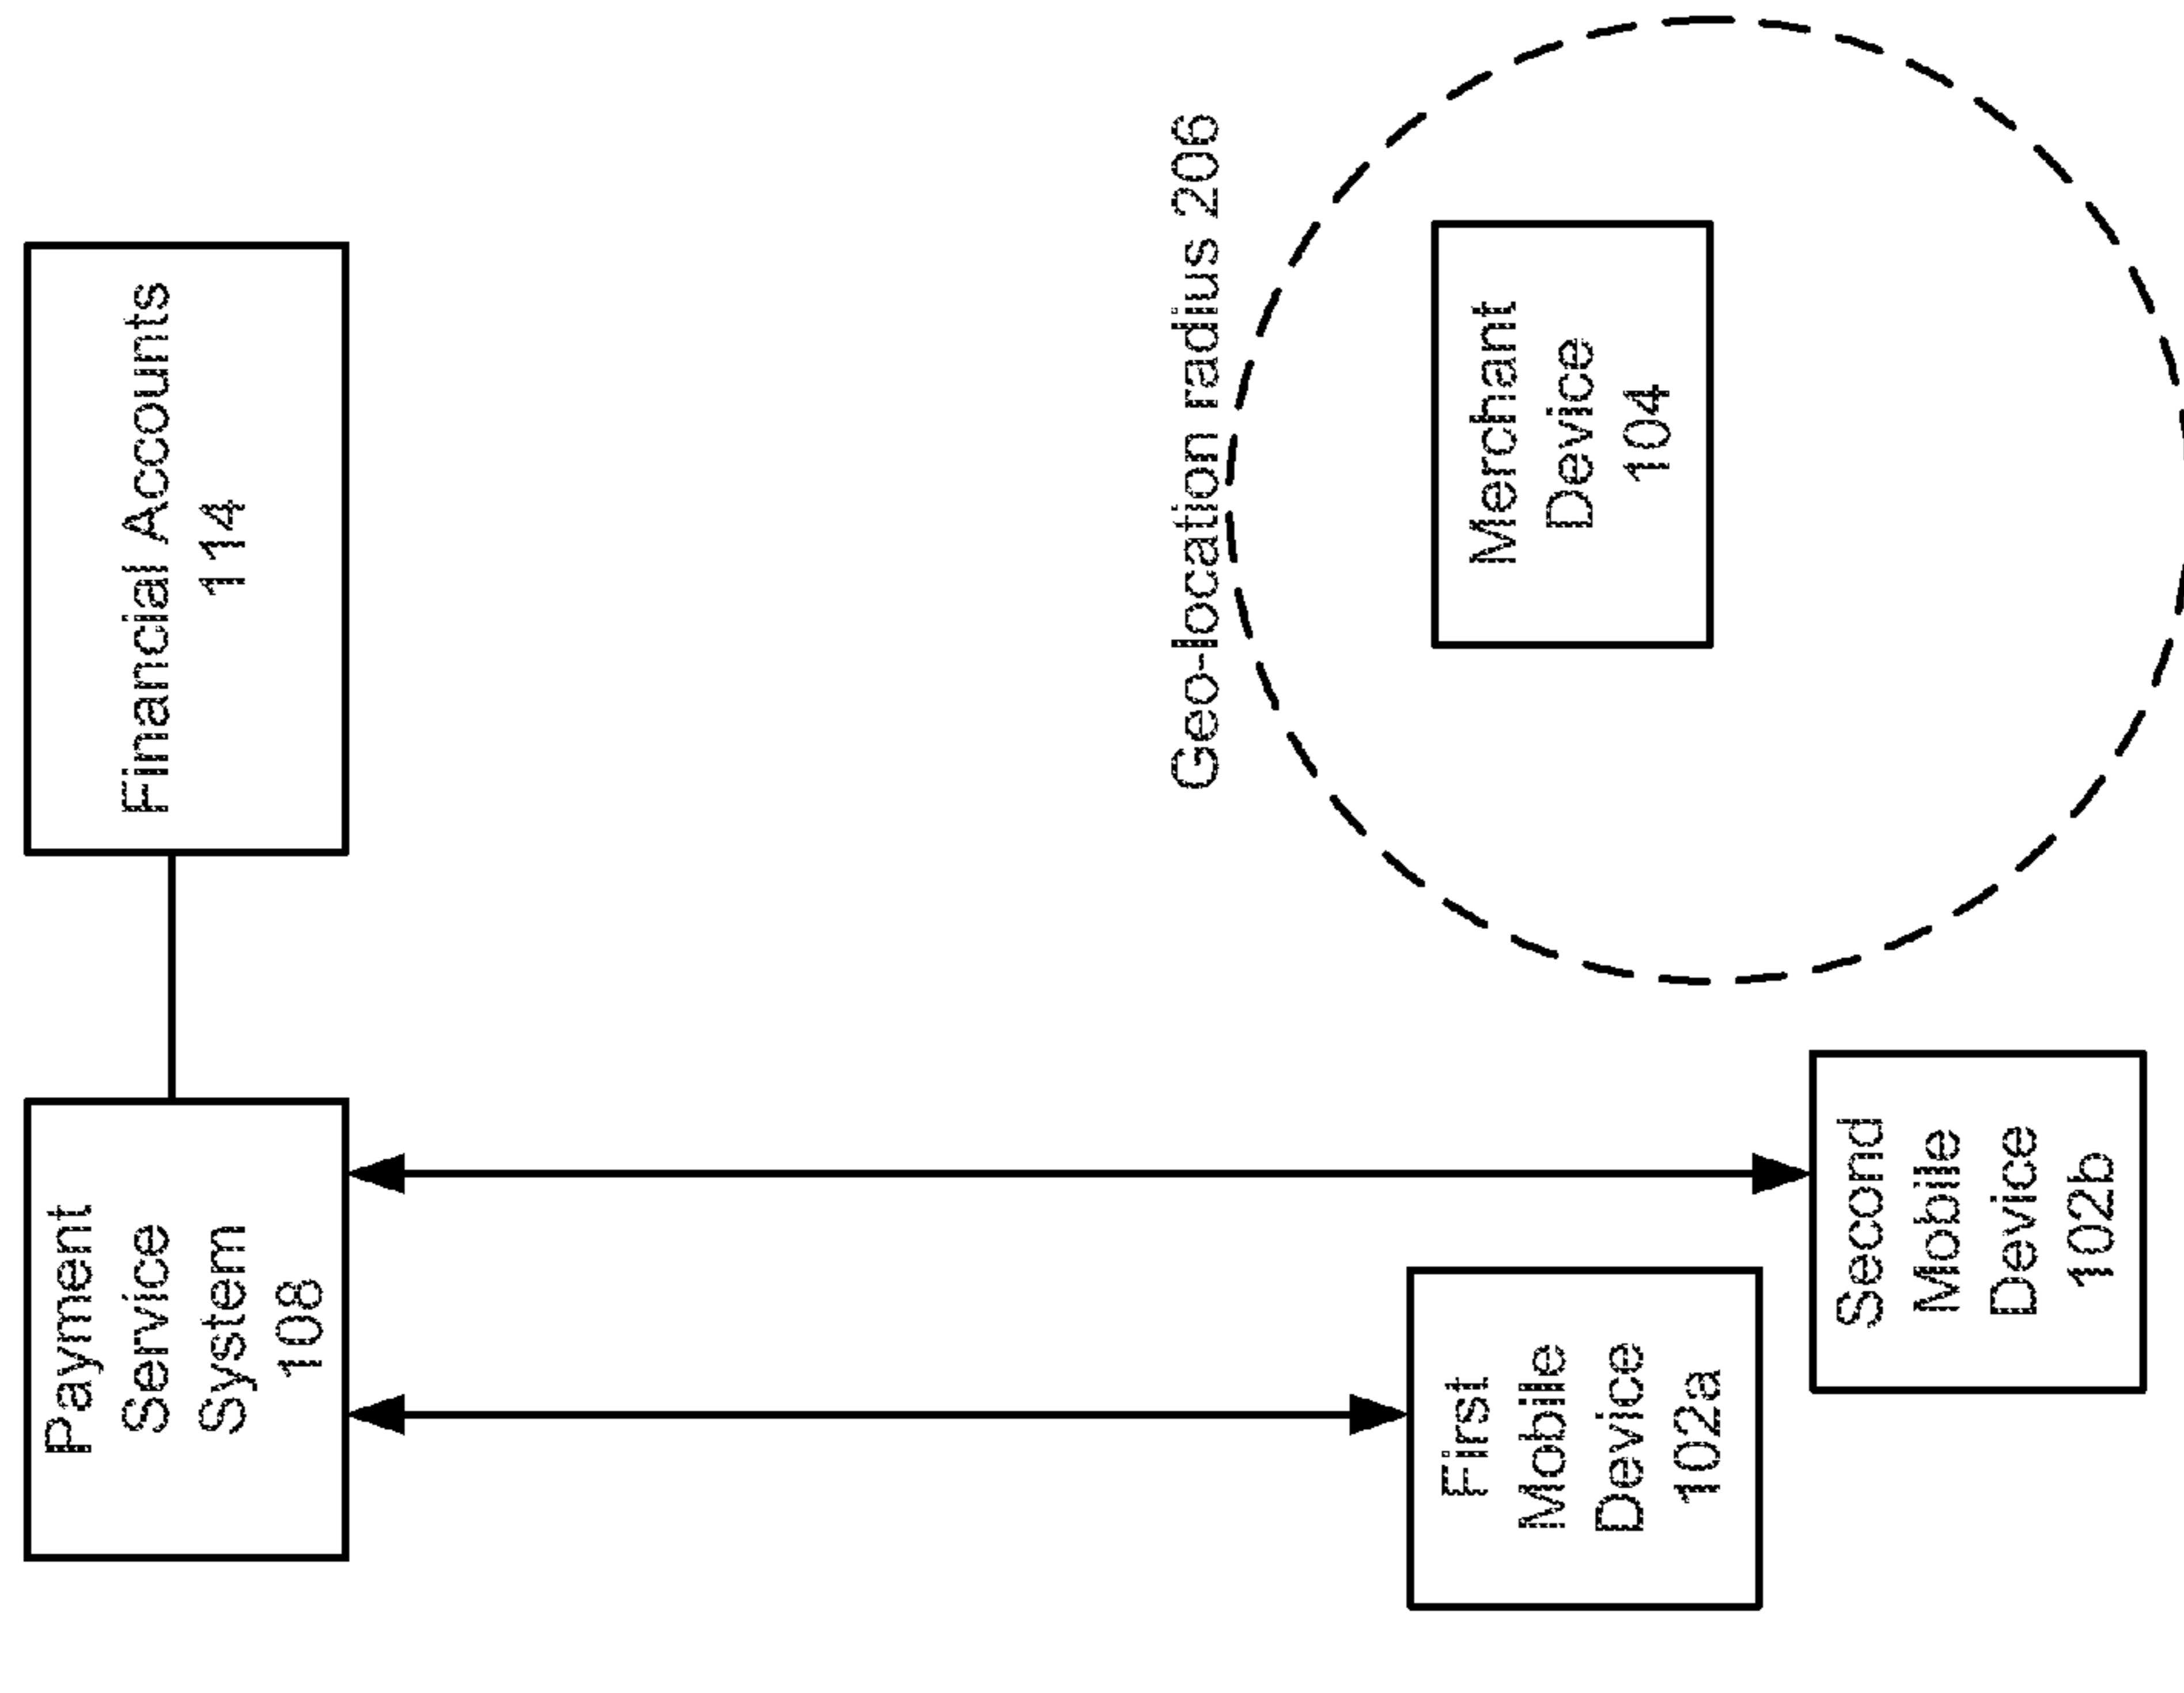 Payment
Service
System
108
Financial Accounts
114
Geo-location radius 206
First
Mobile
Device
102a
Merchant
Device
104
Second
Mobile
Device
102b